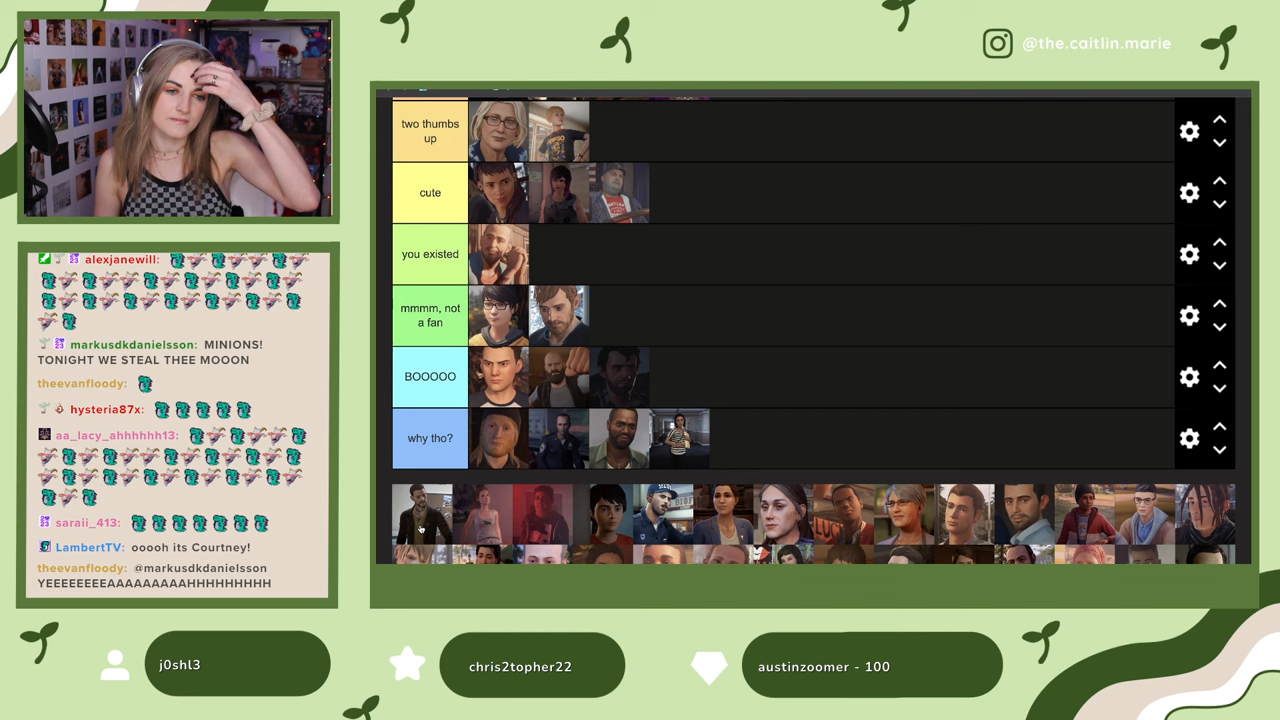 @the.caitlin.marie
alexjanewill:
markusdkdanielsson: MINIONS!
TONIGHT WE STEAL THEE MOOON
theevanfloody:
hysteria87x:
aa_lacy_ahhhhhh13:
saraii_413:
LambertTV: ooooh its Courtney!
theevanfloody: @markusdkdanielsson
YEEEEEEEEAAAAAAAAAHHHHHHHHH
two thumbs
up
cute
you existed
mmmm, not
a fan
BOOOOO
why tho?
j0shl3
chris2topher22
austinzoomer - 100